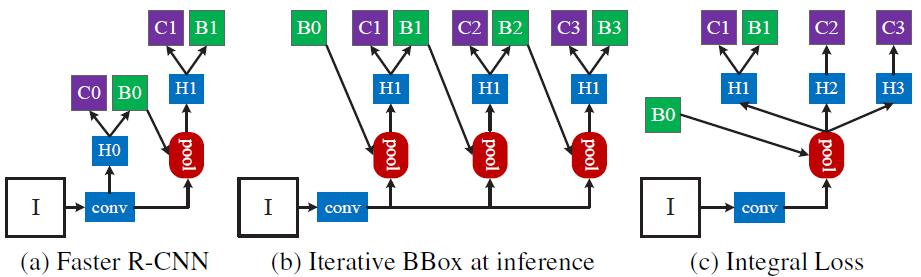 C1 B1
C0 B0
H1
H0
pool
I
conv
(a) Faster R-CNN
B0 C1 B1 C2 B2 C3 B3
H1 H1 H1
pool pool pool
I
conv
(b) Iterative BBox at inference
C1 B1 C2 C3
H1 H2 H3
B0
pool
I
conv
(c) Integral Loss